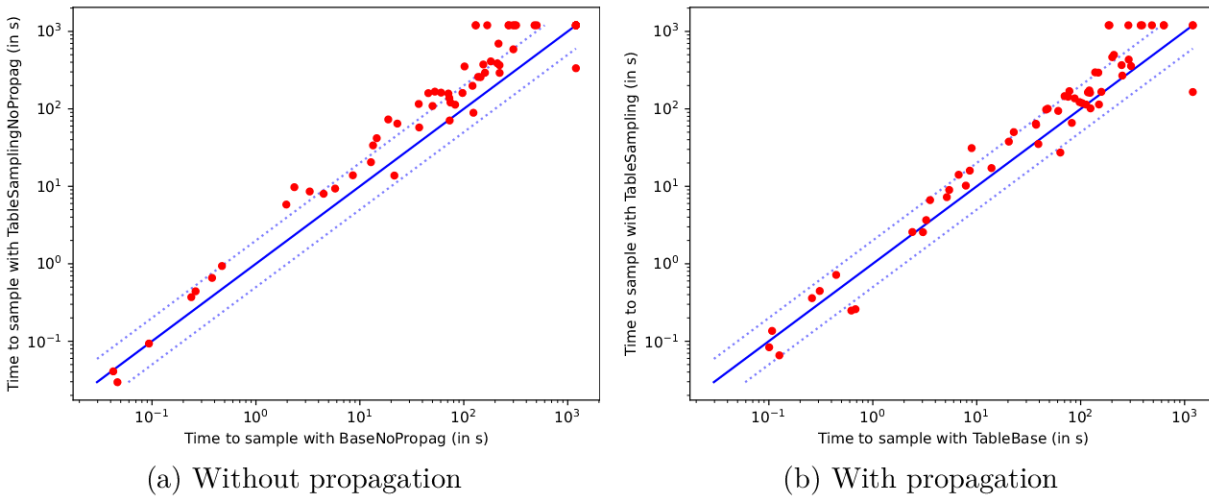 Time to sample with TableSamplingNoPropag (in s)
10³
10²
10¹
10⁰
10⁻¹
10⁻¹ 10⁰ 10¹ 10² 10³
Time to sample with BaseNoPropag (in s)
(a) Without propagation
Time to sample with TableSampling (in s)
10³
10²
10¹
10⁰
10⁻¹
10⁻¹ 10⁰ 10¹ 10² 10³
Time to sample with TableBase (in s)
(b) With propagation